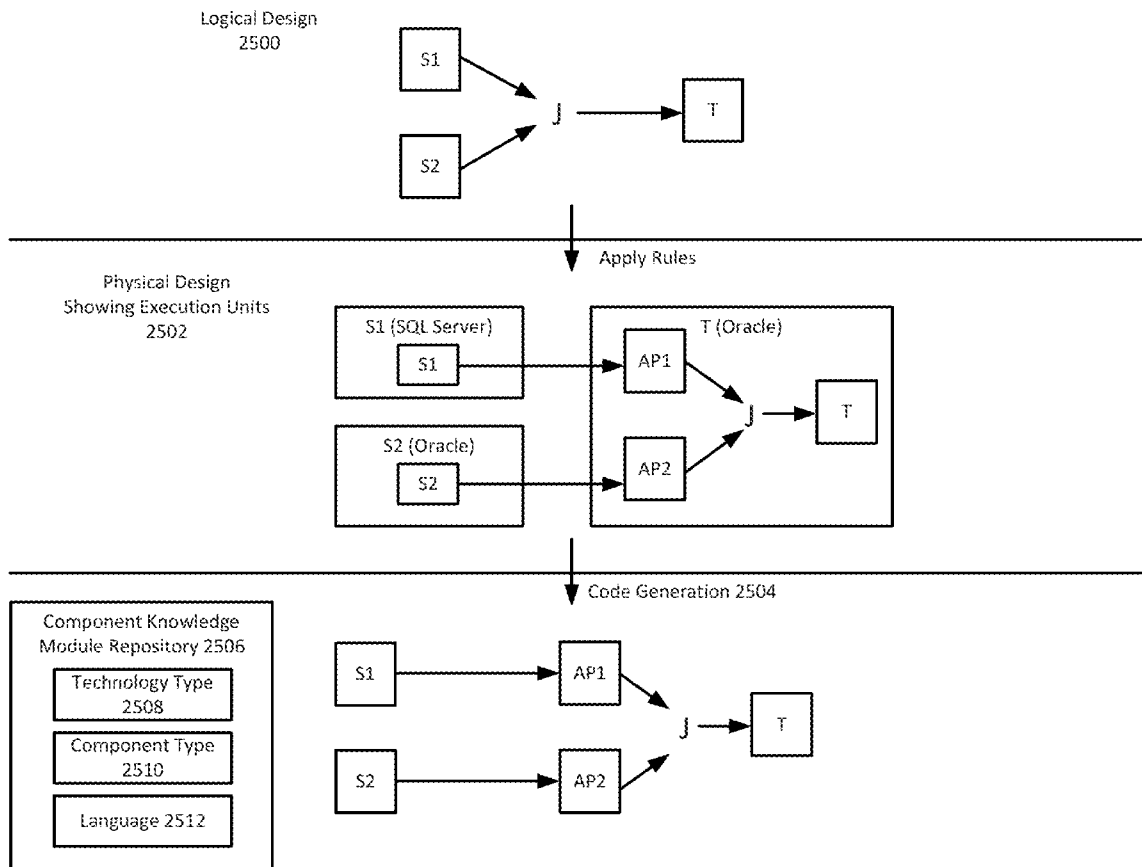 Logical Design
2500
S1
J
T
S2
Apply Rules
Physical Design
Showing Execution Units
2502
S1 (SQL Server)
S1
T (Oracle)
AP1
J
T
S2 (Oracle)
S2
AP2
Code Generation 2504
Component Knowledge
Module Repository 2506
Technology Type
2508
Component Type
2510
Language 2512
S1
AP1
J
T
S2
AP2